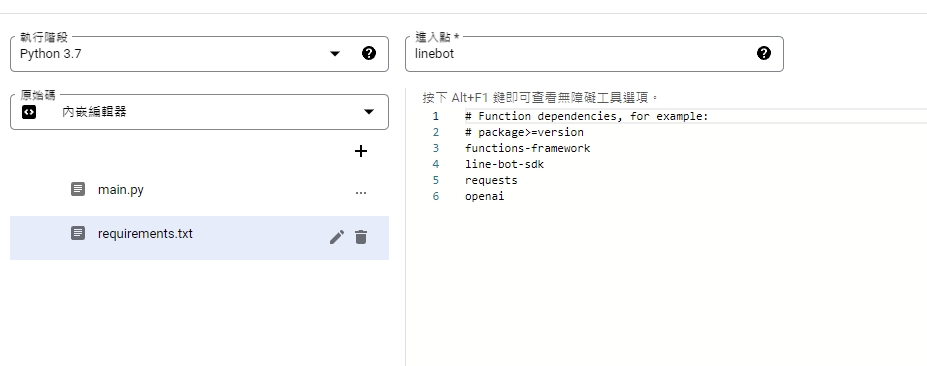 執行階段
Python 3.7
進入點 *
linebot
原始碼
內嵌編輯器
main.py
...
requirements.txt
按下 Alt+F1 鍵即可查看無障礙工具選項。
1 # Function dependencies, for example:
2 # package>=version
3 functions-framework
4 line-bot-sdk
5 requests
6 openai